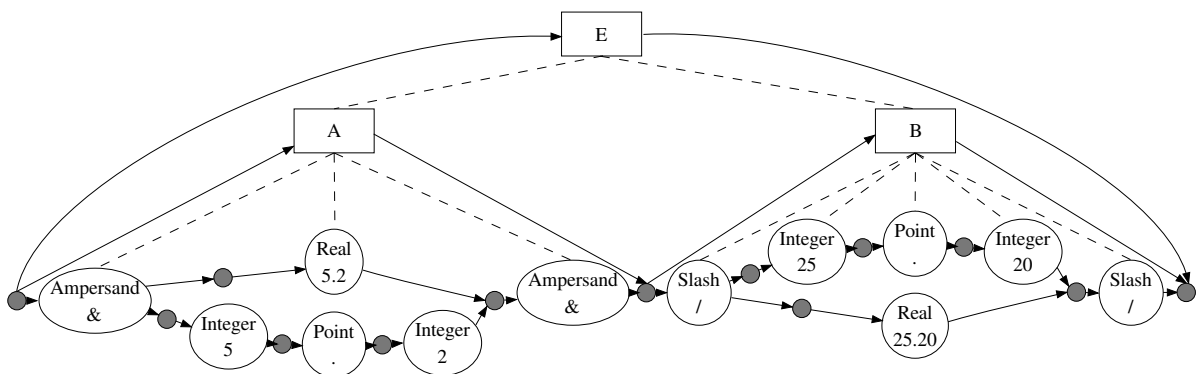 E
A
B
Real
5.2
Ampersand
&
Integer
5
Point
.
Integer
2
Ampersand
&
Slash
/
Integer
25
Point
.
Integer
20
Real
25.20
Slash
/